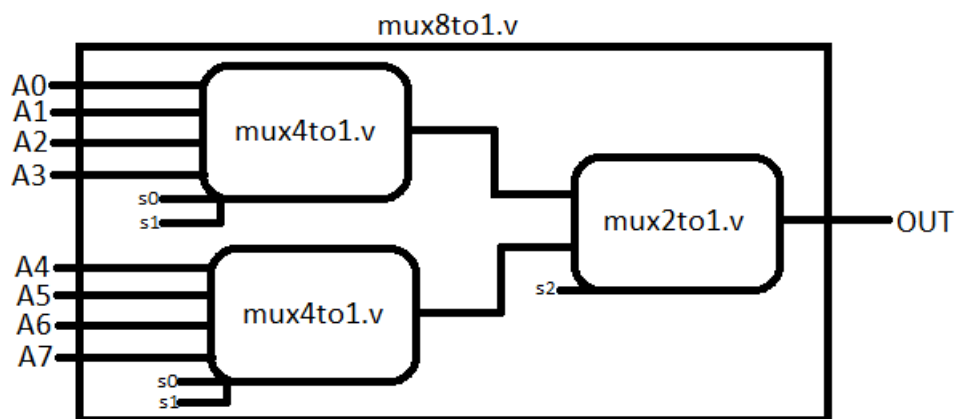 mux8to1.v
A0
A1
A2
A3
mux4to1.v
s0
s1
A4
A5
A6
A7
mux4to1.v
s0
s1
mux2to1.v
s2
OUT